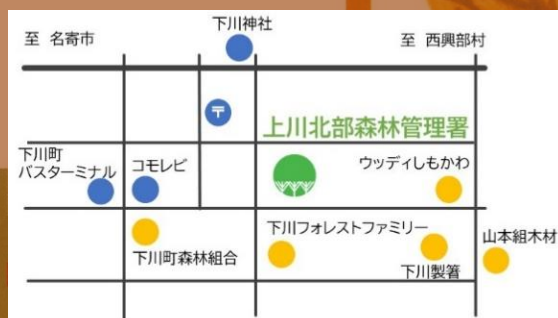 下川神社
至 名寄市
至 西興部村
〒
上川北部森林管理署
下川町
バスターミナル
コモレビ
ウッディしもかわ
下川町森林組合
下川フォレストファミリー
下川製箸
山本組木材